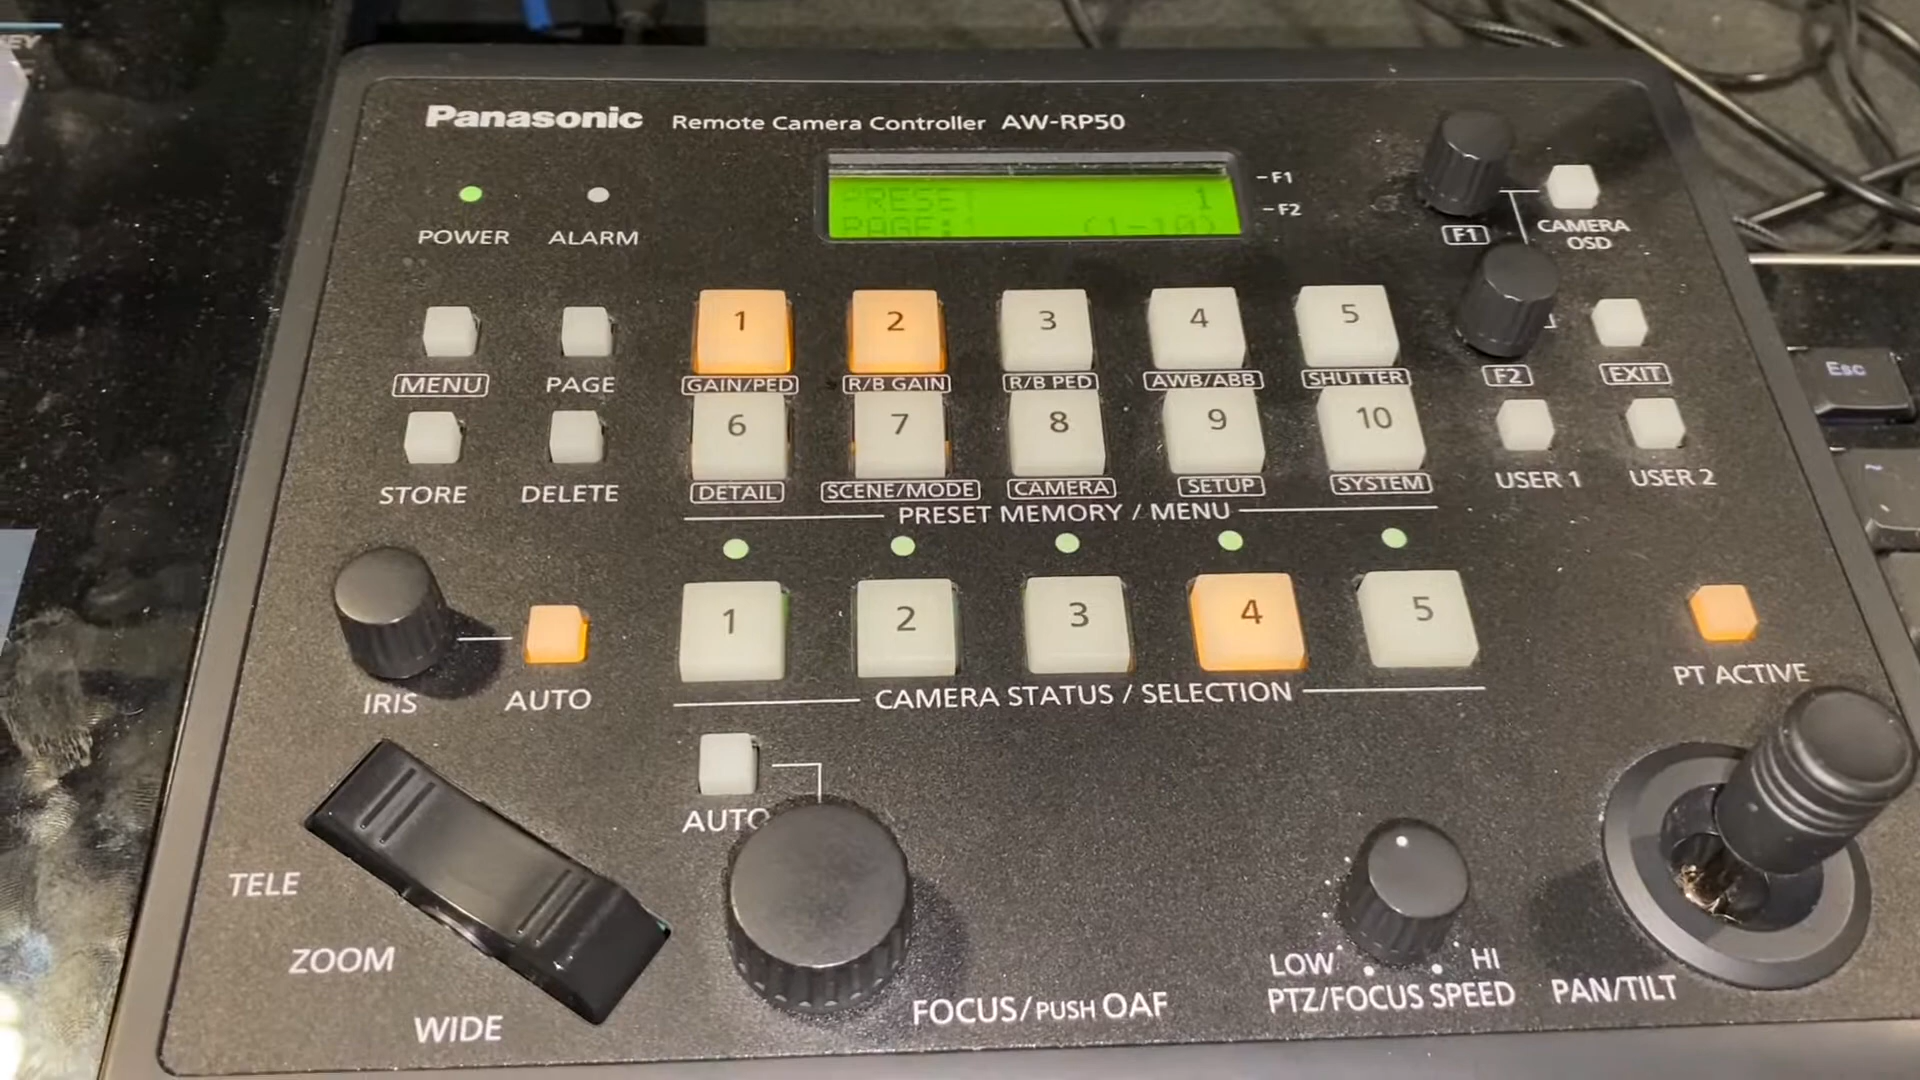 Panasonic Remote Camera Controller AW-RP50
PRESET 1
PAGE: (1-10)
F1
F2
POWER ALARM
F1
CAMERA OSD
1 2 3 4 5
MENU PAGE
GAIN/PED R/B GAIN R/B PED AWB/ABB SHUTTER
F2 EXIT
6 7 8 9 10
STORE DELETE
DETAIL SCENE/MODE CAMERA SETUP SYSTEM
USER 1 USER 2
PRESET MEMORY / MENU
1 2 3 4 5
IRIS AUTO
CAMERA STATUS / SELECTION
PT ACTIVE
AUTO
TELE
ZOOM
WIDE
FOCUS/PUSH OAF
LOW HI
PTZ/FOCUS SPEED
PAN/TILT
Esc